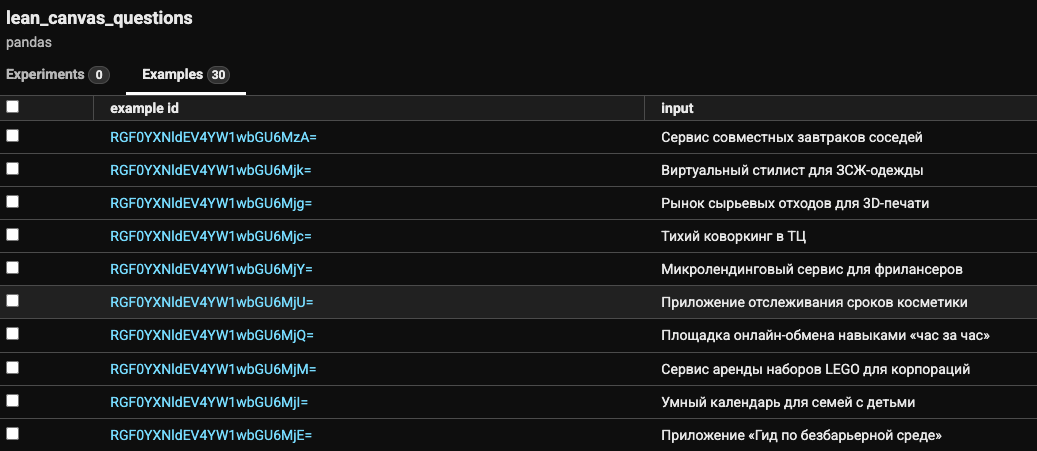 lean_canvas_questions
pandas
Experiments 0 Examples 30
example id input
RGF0YXNldEV4YW1wbGU6MzA= Сервис совместных завтраков соседей
RGF0YXNldEV4YW1wbGU6Mjk= Виртуальный стилист для ЗСЖ-одежды
RGF0YXNldEV4YW1wbGU6Mjg= Рынок сырьевых отходов для 3D-печати
RGF0YXNldEV4YW1wbGU6Mjc= Тихий коворкинг в ТЦ
RGF0YXNldEV4YW1wbGU6MjY= Микролендинговый сервис для фрилансеров
RGF0YXNldEV4YW1wbGU6MjU= Приложение отслеживания сроков косметики
RGF0YXNldEV4YW1wbGU6MjQ= Площадка онлайн-обмена навыками «час за час»
RGF0YXNldEV4YW1wbGU6MjM= Сервис аренды наборов LEGO для корпораций
RGF0YXNldEV4YW1wbGU6MjI= Умный календарь для семей с детьми
RGF0YXNldEV4YW1wbGU6MjE= Приложение «Гид по безбарьерной среде»